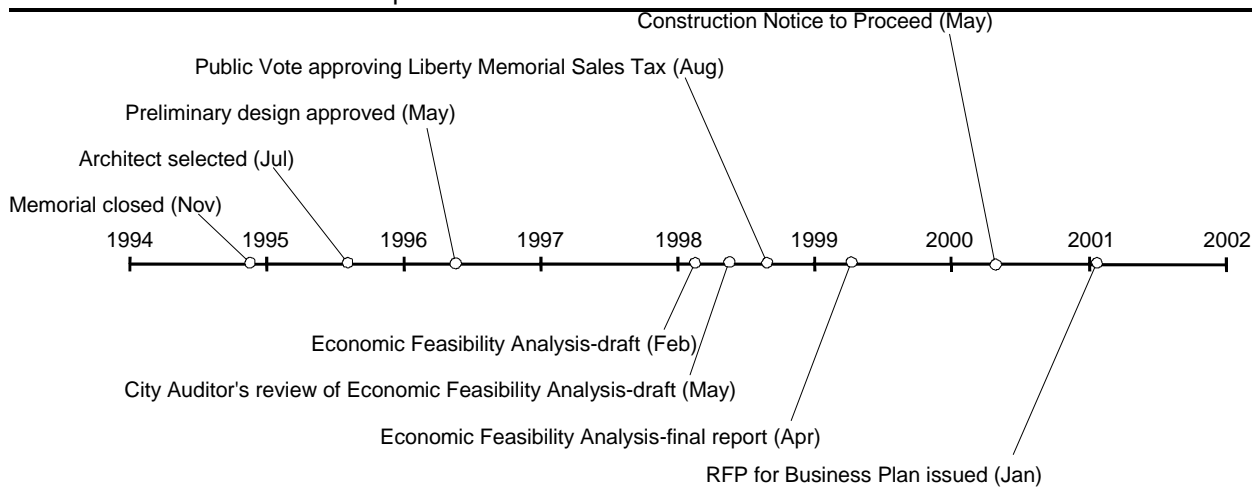 Construction Notice to Proceed (May)
Public Vote approving Liberty Memorial Sales Tax (Aug)
Preliminary design approved (May)
Architect selected (Jul)
Memorial closed (Nov)
1994 1995 1996 1997 1998 1999 2000 2001 2002
Economic Feasibility Analysis-draft (Feb)
City Auditor's review of Economic Feasibility Analysis-draft (May)
Economic Feasibility Analysis-final report (Apr)
RFP for Business Plan issued (Jan)